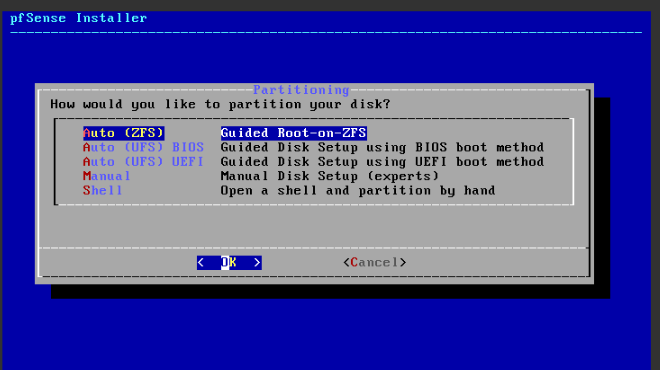 pfSense Installer
Partitioning
How would you like to partition your disk?
Auto (ZFS) Guided Root-on-ZFS
Auto (UFS) BIOS Guided Disk Setup using BIOS boot method
Auto (UFS) UEFI Guided Disk Setup using UEFI boot method
Manual Manual Disk Setup (experts)
Shell Open a shell and partition by hand
< OK > <Cancel>